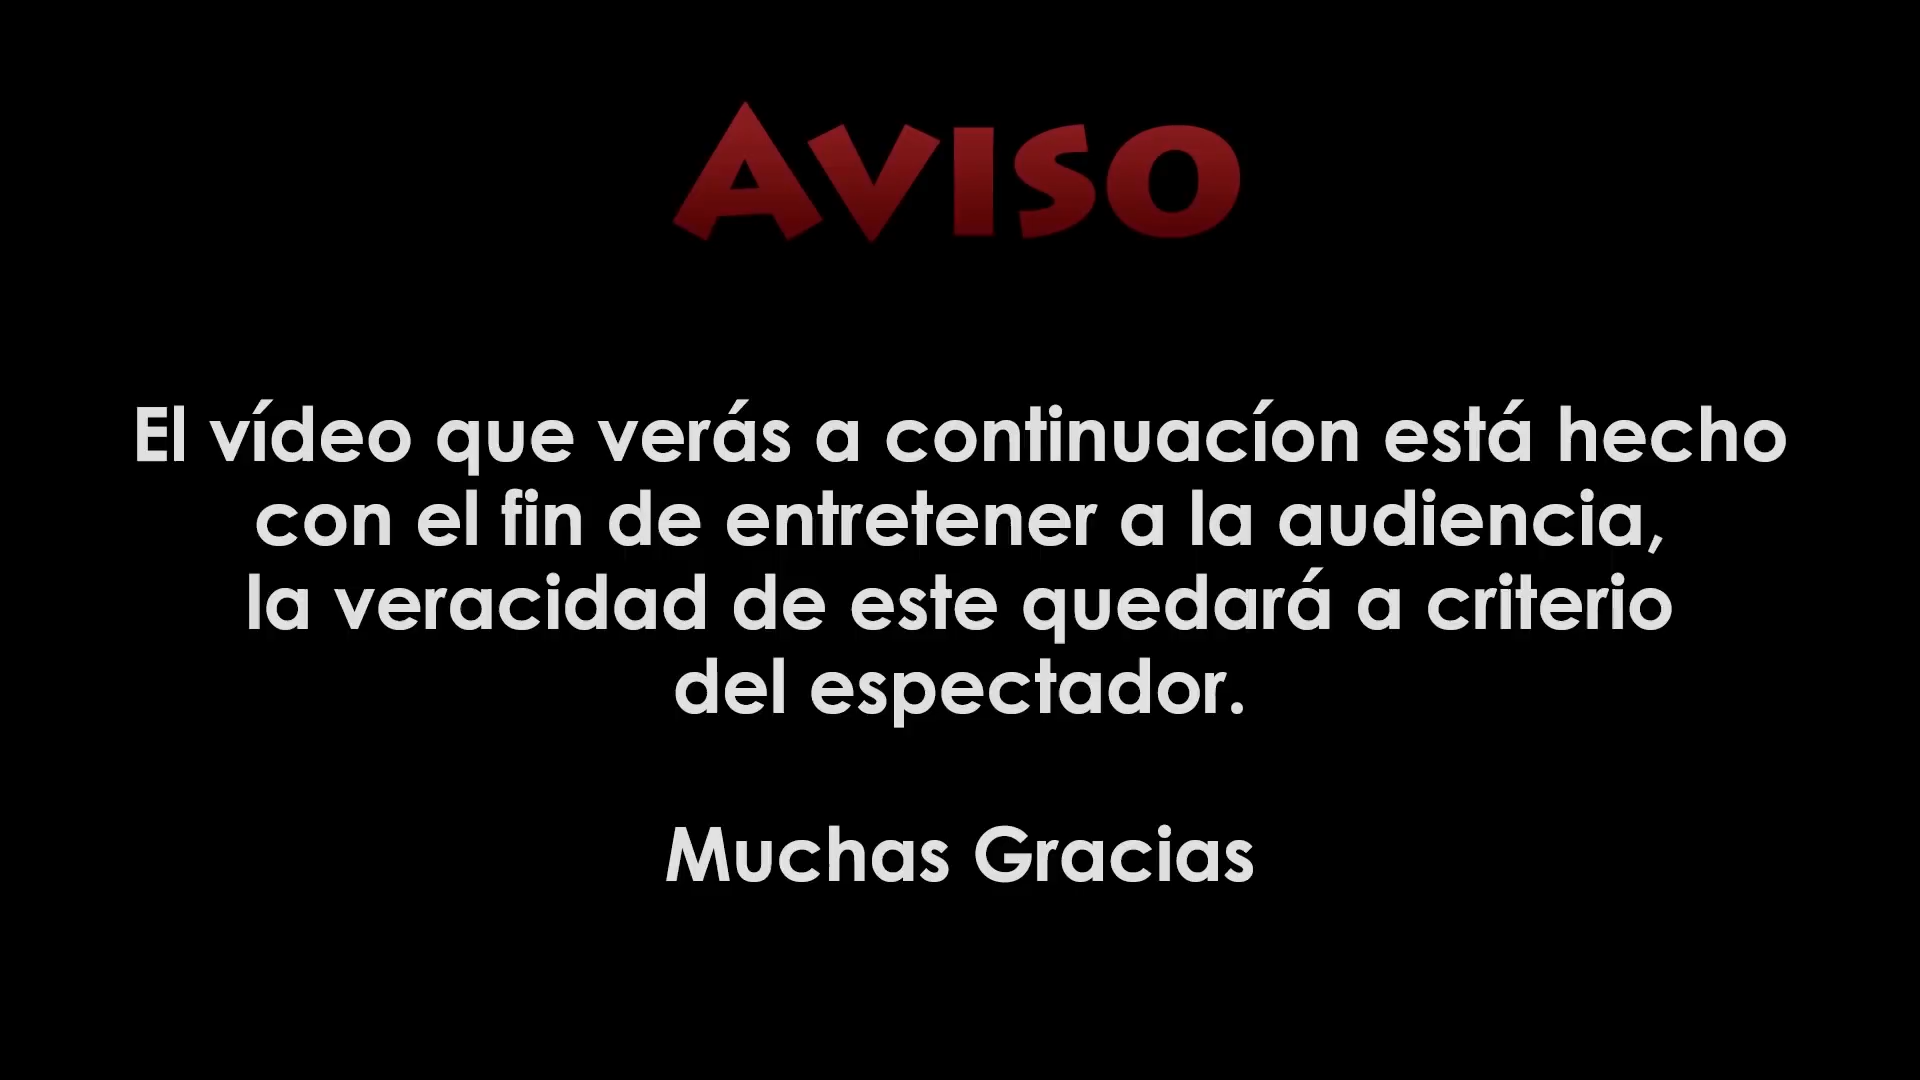 Aviso
El vídeo que verás a continuacíon está hecho
con el fin de entretener a la audiencia,
la veracidad de este quedará a criterio
del espectador.
Muchas Gracias